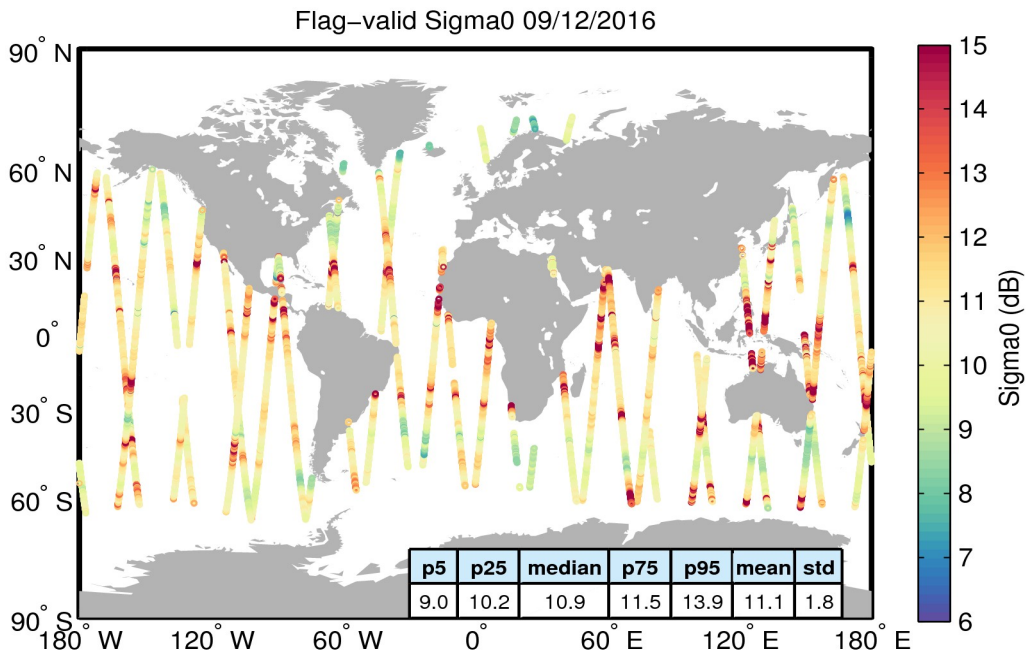 Flag−valid Sigma0 09/12/2016
90° N
60° N
30° N
0°
30° S
60° S
90° S
180° W
120° W
60° W
0°
60° E
120° E
180° E
p5 p25 median p75 p95 mean std
9.0 10.2 10.9 11.5 13.9 11.1 1.8
15
14
13
12
11
10
9
8
7
6
Sigma0 (dB)